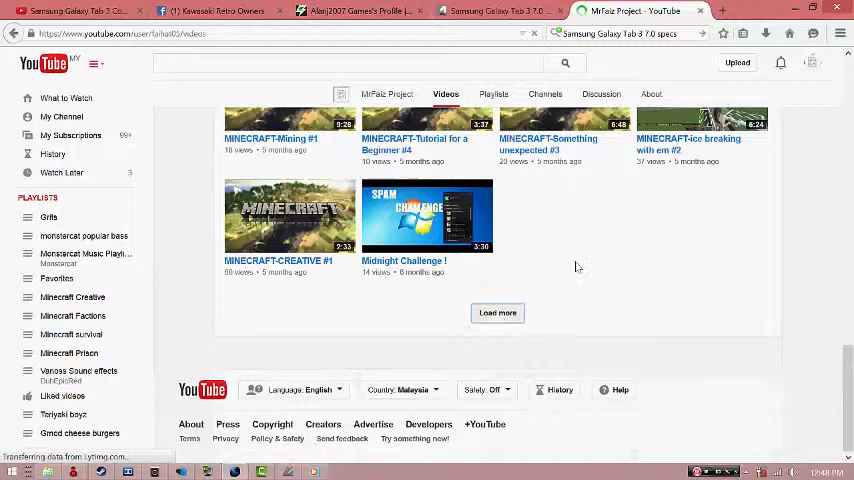 Samsung Galaxy Tab 3 Co...
(1) Kawasaki Retro Owners
Alanj2007 Games's Profile |...
Samsung Galaxy Tab 3 7.0 ...
MrFaiz Project - YouTube
https://www.youtube.com/user/faihat05/videos
Samsung Galaxy Tab 3 7.0 specs
YouTube MY
Upload
MrFaiz Project
Videos
Playlists
Channels
Discussion
About
What to Watch
My Channel
My Subscriptions 99+
History
Watch Later 3
PLAYLISTS
Grits
monstercat popular bass
Monstercat Music Playli...
Monstercat
Favorites
Minecraft Creative
Minecraft Factions
Minecraft survival
Minecraft Prison
Venoss Sound effects
DuhEpicRed
Liked videos
Teriyaki boyz
Gmod cheese burgers
9:28
3:37
6:48
6:24
MINECRAFT-Mining #1
18 views • 5 months ago
MINECRAFT-Tutorial for a
Beginner #4
10 views • 5 months ago
MINECRAFT-Something
unexpected #3
20 views • 5 months ago
MINECRAFT-ice breaking
with em #2
37 views • 5 months ago
MINECRAFT
2:33
SPAM
CHALLENGE
3:30
MINECRAFT-CREATIVE #1
60 views • 5 months ago
Midnight Challenge !
14 views • 6 months ago
Load more
YouTube
Language: English
Country: Malaysia
Safety: Off
History
Help
About
Press
Copyright
Creators
Advertise
Developers
+YouTube
Terms
Privacy
Policy & Safety
Send feedback
Try something new!
Transferring data from i.ytimg.com...
12:48 PM